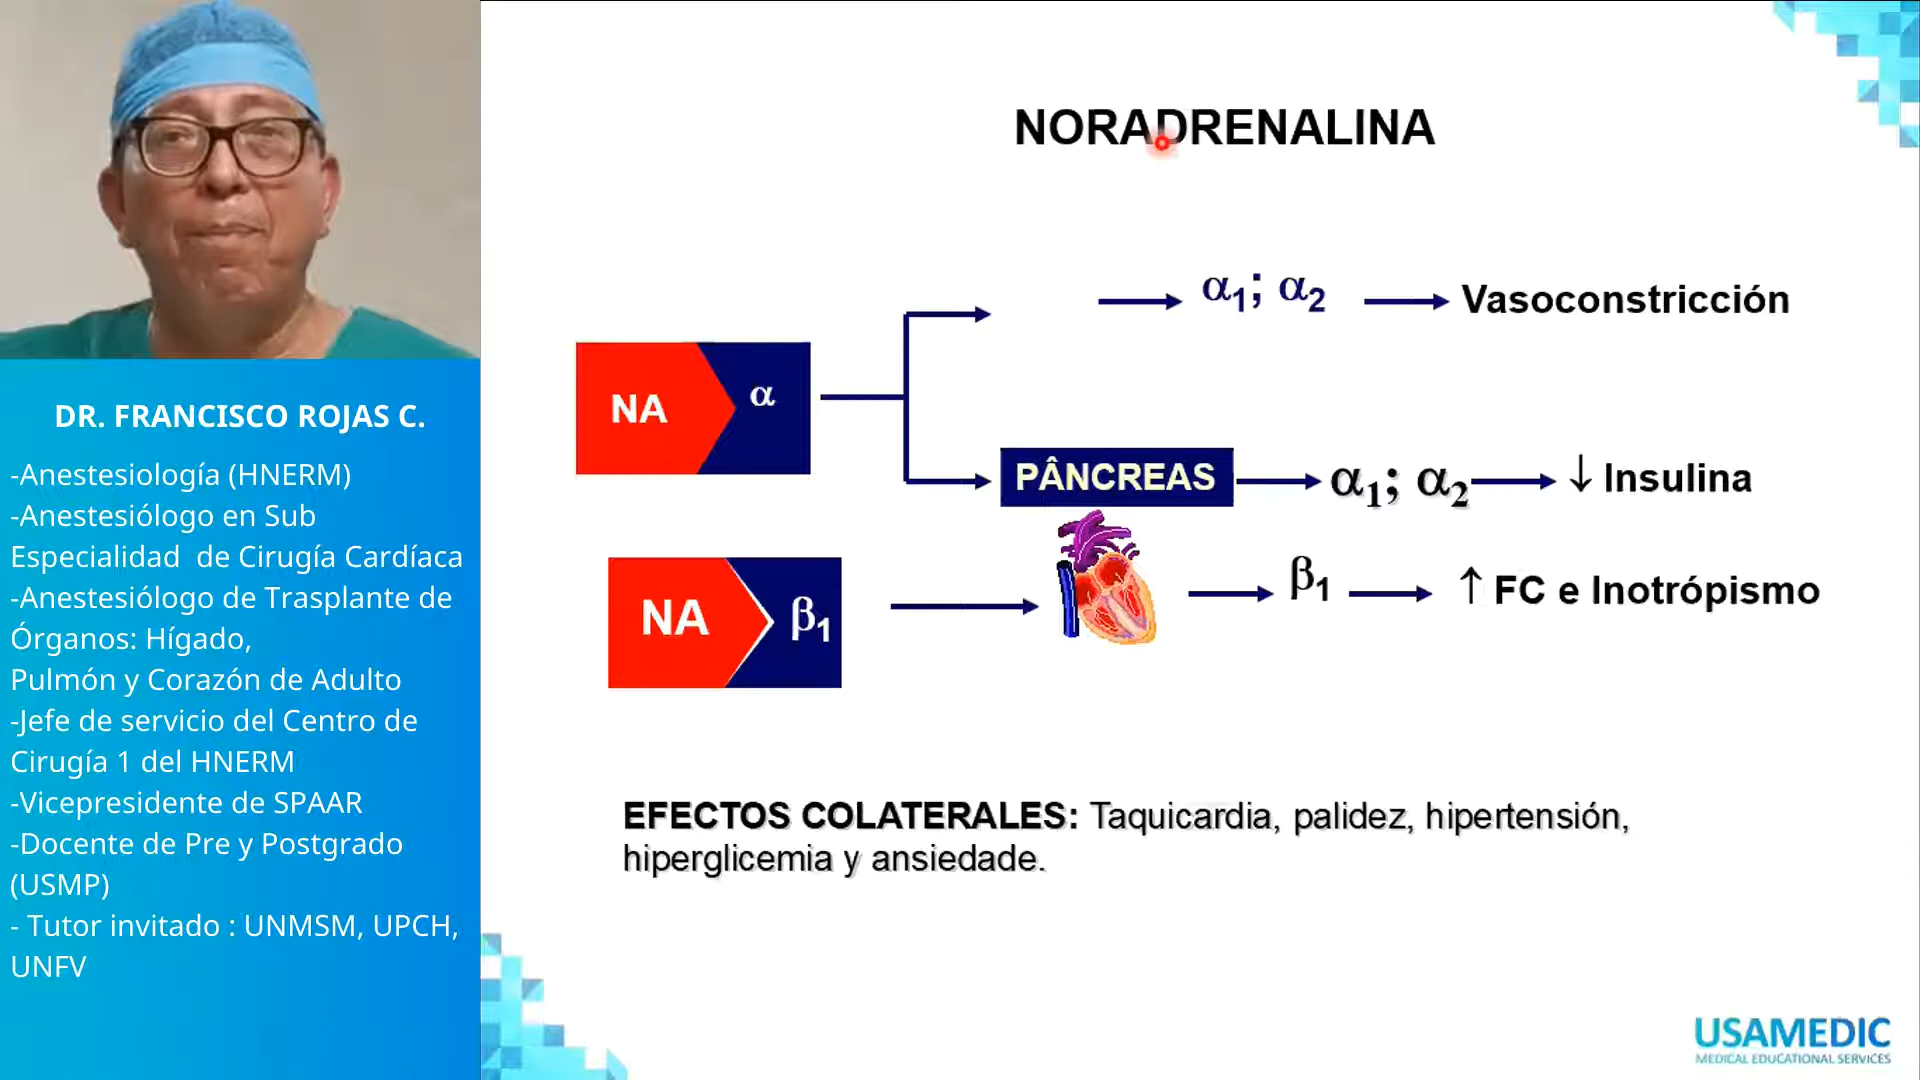 DR. FRANCISCO ROJAS C.
-Anestesiología (HNERM)
-Anestesiólogo en Sub
Especialidad  de Cirugía Cardíaca
-Anestesiólogo de Trasplante de
Órganos: Hígado,
Pulmón y Corazón de Adulto
-Jefe de servicio del Centro de
Cirugía 1 del HNERM
-Vicepresidente de SPAAR
-Docente de Pre y Postgrado
(USMP)
- Tutor invitado : UNMSM, UPCH,
UNFV
NORADRENALINA
α1; α2 Vasoconstricción
NA α
PÂNCREAS α1; α2 ↓ Insulina
NA β1 β1 ↑ FC e Inotrópismo
EFECTOS COLATERALES: Taquicardia, palidez, hipertensión,
hiperglicemia y ansiedade.
USAMEDIC
MEDICAL EDUCATIONAL SERVICES